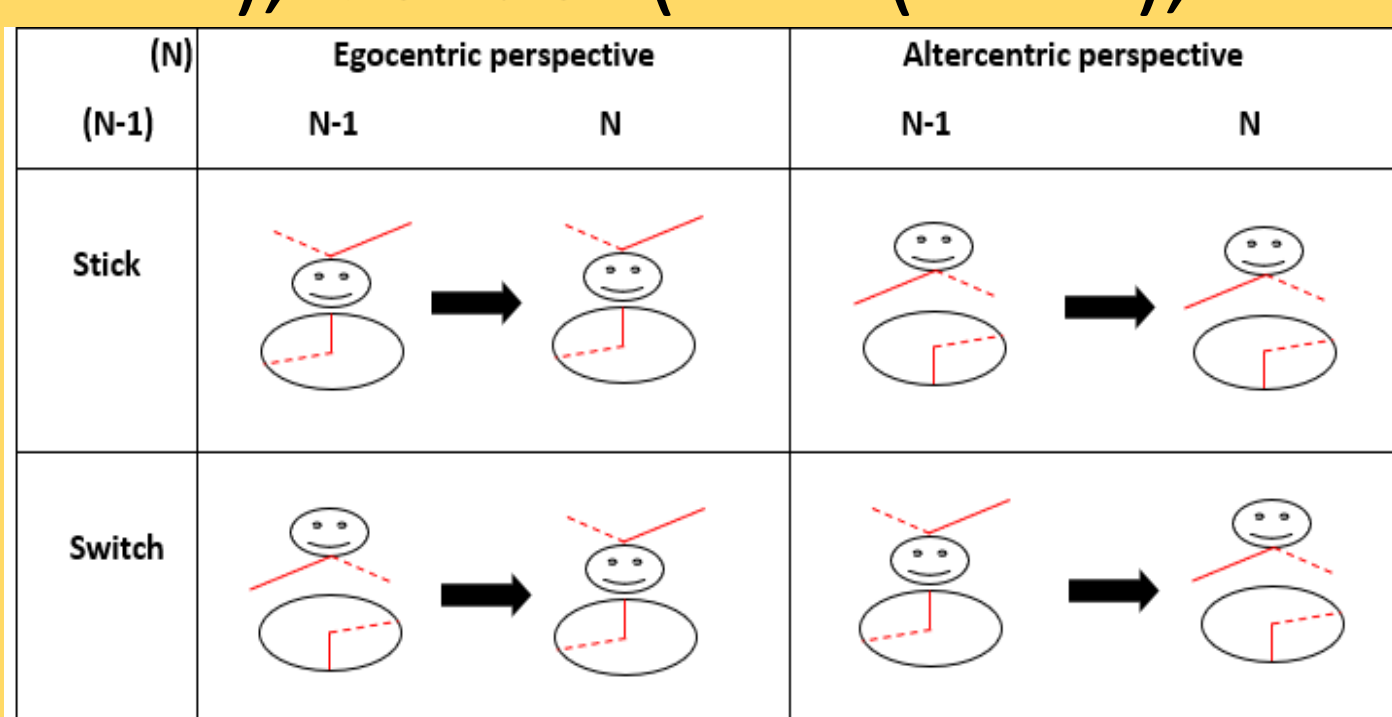 (N) Egocentric perspective Altercentric perspective
(N-1) N-1 N N-1 N
Stick
Switch